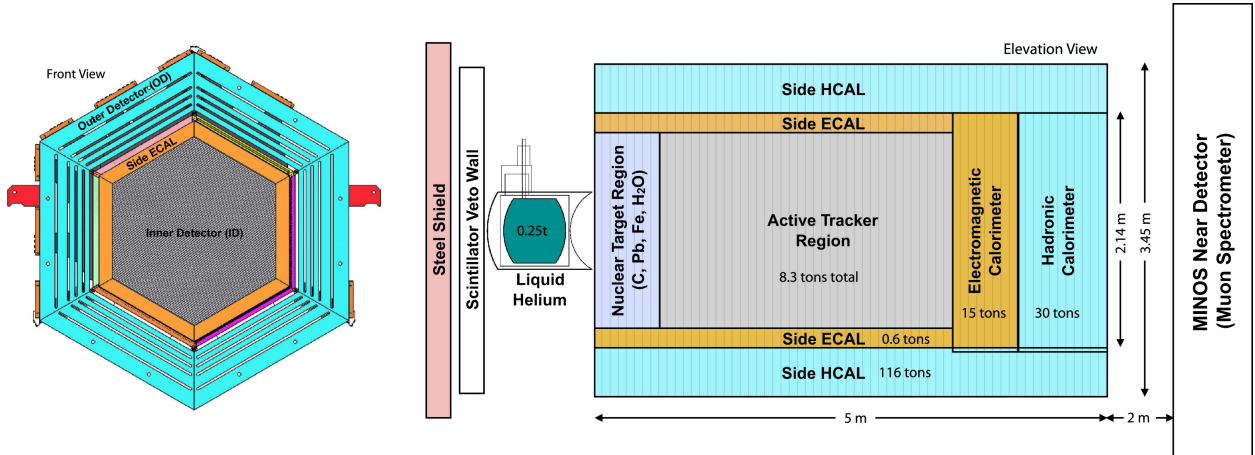 Front View
Outer Detector (OD)
Side ECAL
Inner Detector (ID)
Steel Shield
Scintillator Veto Wall
0.25t
Liquid
Helium
Elevation View
Side HCAL
Side ECAL
Nuclear Target Region
(C, Pb, Fe, H₂O)
Active Tracker
Region
8.3 tons total
Electromagnetic
Calorimeter
15 tons
Hadronic
Calorimeter
30 tons
Side ECAL 0.6 tons
Side HCAL 116 tons
2.14 m
3.45 m
5 m
2 m
MINOS Near Detector
(Muon Spectrometer)